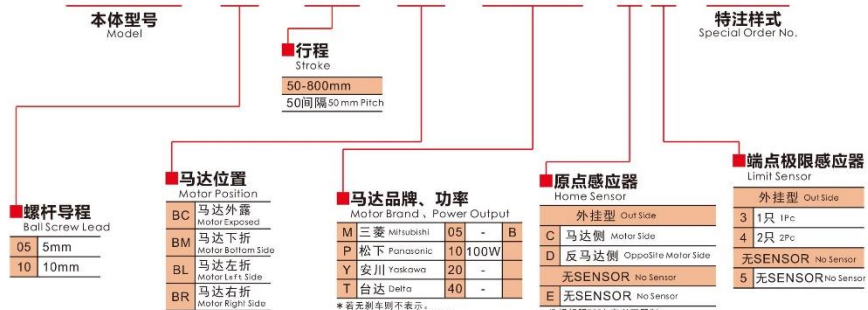 本体型号
Model
特注样式
Special Order No.
■行程
Stroke
50-800mm
50间隔 50 mm Pitch
■螺杆导程
Ball Screw Lead
05 5mm
10 10mm
■马达位置
Motor Position
BC 马达外露 Motor Exposed
BM 马达下折 Motor Bottom Side
BL 马达左折 Motor Left Side
BR 马达右折 Motor Right Side
■马达品牌、功率
Motor Brand 、Power Output
M 三菱 Mitsubishi 05 - B
P 松下 Panasonic 10 100W
Y 安川 Yaskawa 20 -
T 台达 Delta 40 -
*若无刹车则不表示。
■原点感应器
Home Sensor
外挂型 Out Side
C 马达侧 Motor Side
D 反马达侧 OppoSite Motor Side
无SENSOR No Sensor
E 无SENSOR No Sensor
■端点极限感应器
Limit Sensor
外挂型 Out Side
3 1只 1Pc
4 2只 2Pc
无SENSOR No Sensor
5 无SENSOR No Sensor